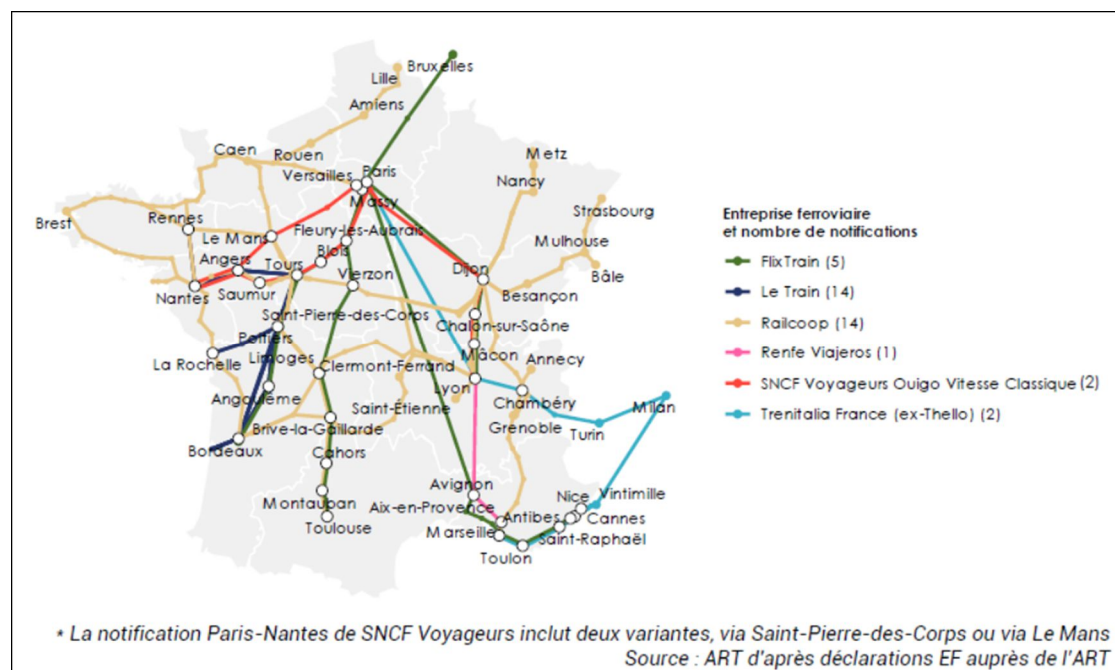 Bruxelles
Lille
Amiens
Rouen
Caen
Versailles
Paris
Massy
Metz
Nancy
Strasbourg
Mulhouse
Bâle
Brest
Rennes
Le Mans
Fleury-les-Aubrais
Angers
Tours
Blois
Vierzon
Dijon
Besançon
Nantes
Saumur
Saint-Pierre-des-Corps
Chalon-sur-Saône
Poitiers
La Rochelle
Limoges
Clermont-Ferrand
Mâcon
Annecy
Lyon
Chambéry
Angoulême
Saint-Étienne
Grenoble
Turin
Milan
Brive-la-Gaillarde
Bordeaux
Cahors
Avignon
Nice
Vintimille
Montauban
Aix-en-Provence
Antibes
Cannes
Toulouse
Marseille
Saint-Raphaël
Toulon
Entreprise ferroviaire
et nombre de notifications
FlixTrain (5)
Le Train (14)
Railcoop (14)
Renfe Viajeros (1)
SNCF Voyageurs Ouigo Vitesse Classique (2)
Trenitalia France (ex-Thello) (2)
* La notification Paris-Nantes de SNCF Voyageurs inclut deux variantes, via Saint-Pierre-des-Corps ou via Le Mans
Source : ART d'après déclarations EF auprès de l'ART